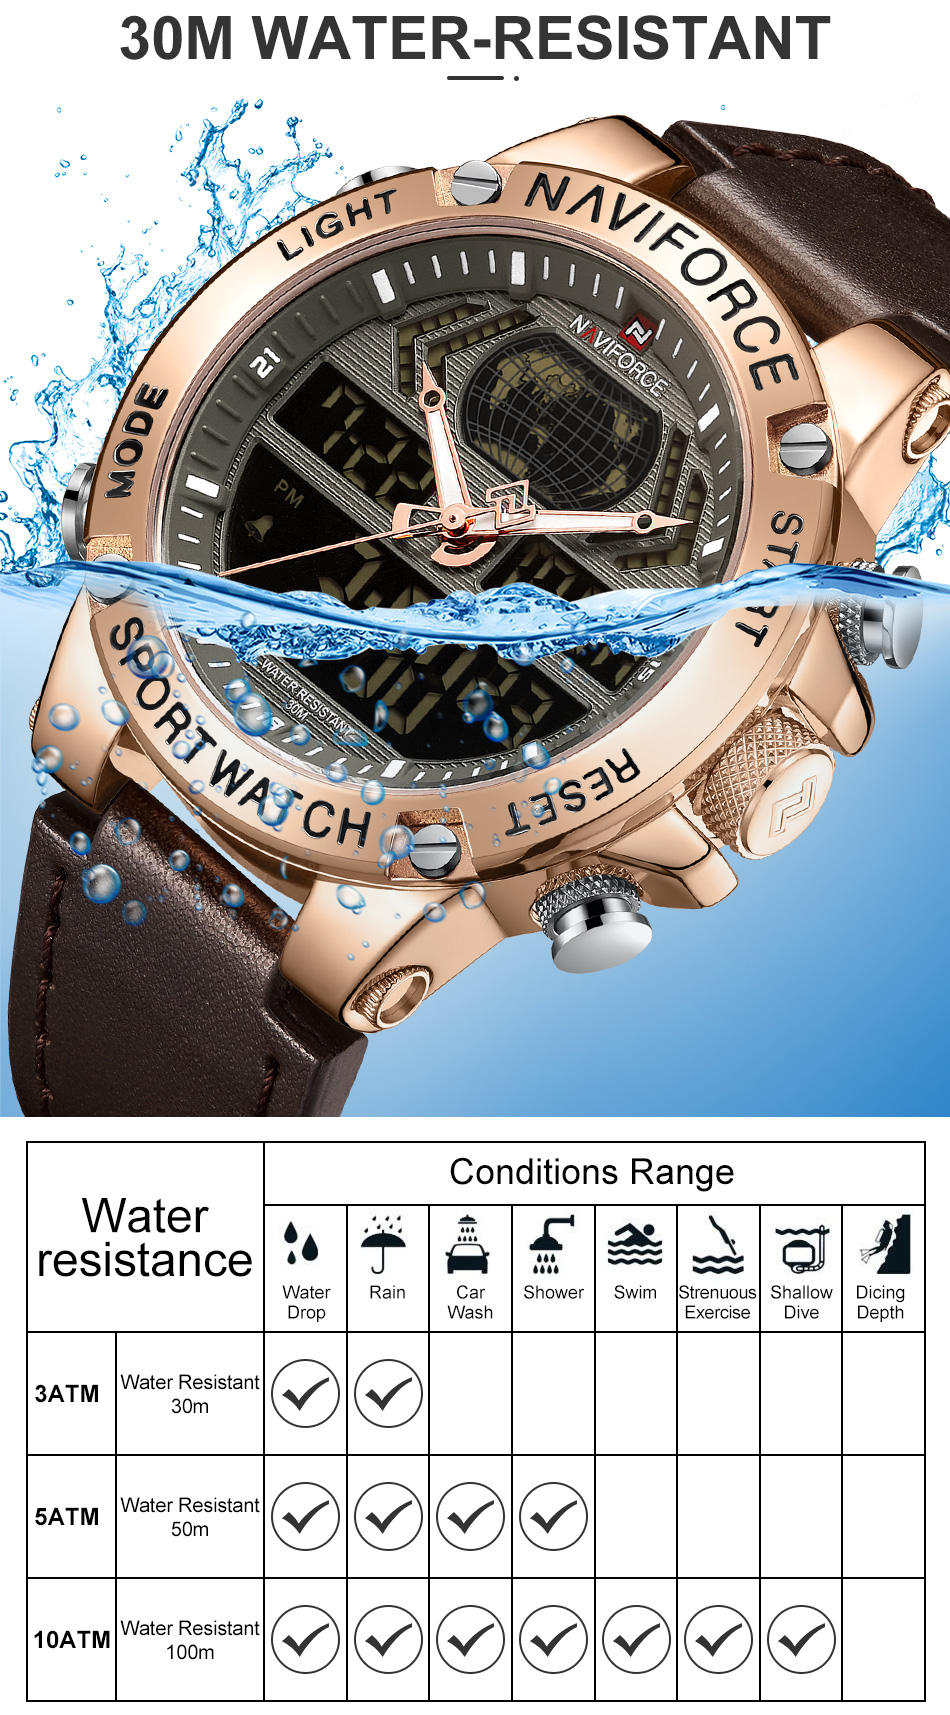 30M WATER-RESISTANT
LIGHT
NAVIFORCE
MODE
21
NAVIFORCE
PM
START
WATER RESISTANT
30M
SPORT WATCH
RESET
Water
resistance
Conditions Range
Water
Drop
Rain
Car
Wash
Shower
Swim
Strenuous
Exercise
Shallow
Dive
Dicing
Depth
3ATM
Water Resistant
30m
5ATM
Water Resistant
50m
10ATM
Water Resistant
100m